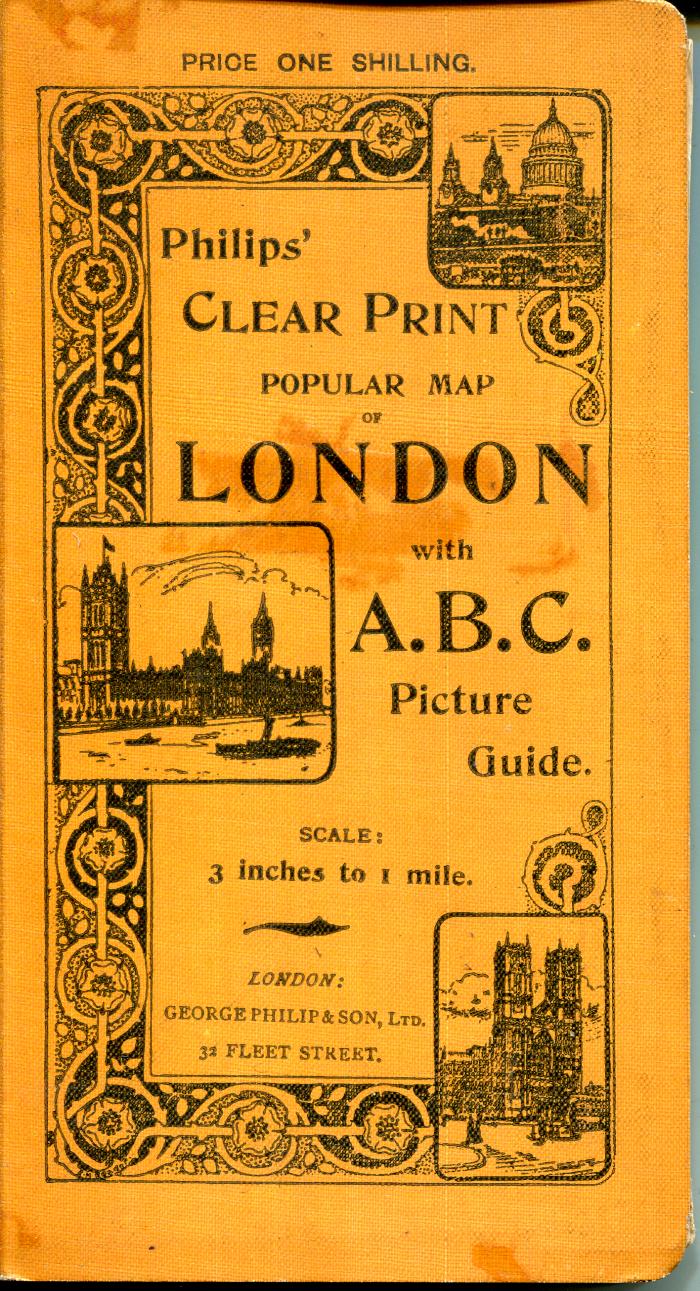 PRICE ONE SHILLING.
Philips'
CLEAR PRINT
POPULAR MAP
OF
LONDON
with
A.B.C.
Picture
Guide.
SCALE:
3 inches to 1 mile.
LONDON:
GEORGE PHILIP & SON, LTD.
32 FLEET STREET.